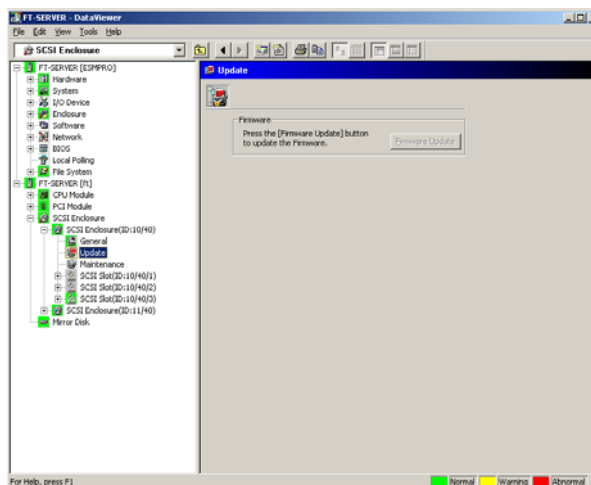 FT-SERVER - DataViewer
File Edit View Tools Help
SCSI Enclosure
FT-SERVER [ESMPRO]
Hardware
System
I/O Device
Enclosure
Software
Network
BIOS
Local Polling
File System
FT-SERVER [ft]
CPU Module
PCI Module
SCSI Enclosure
SCSI Enclosure(ID:10/40)
General
Update
Maintenance
SCSI Slot(ID:10/40/1)
SCSI Slot(ID:10/40/2)
SCSI Slot(ID:10/40/3)
SCSI Enclosure(ID:11/40)
Mirror Disk
Update
Firmware
Press the [Firmware Update] button
to update the Firmware.
Firmware Update
For Help, press F1
Normal Warning Abnormal